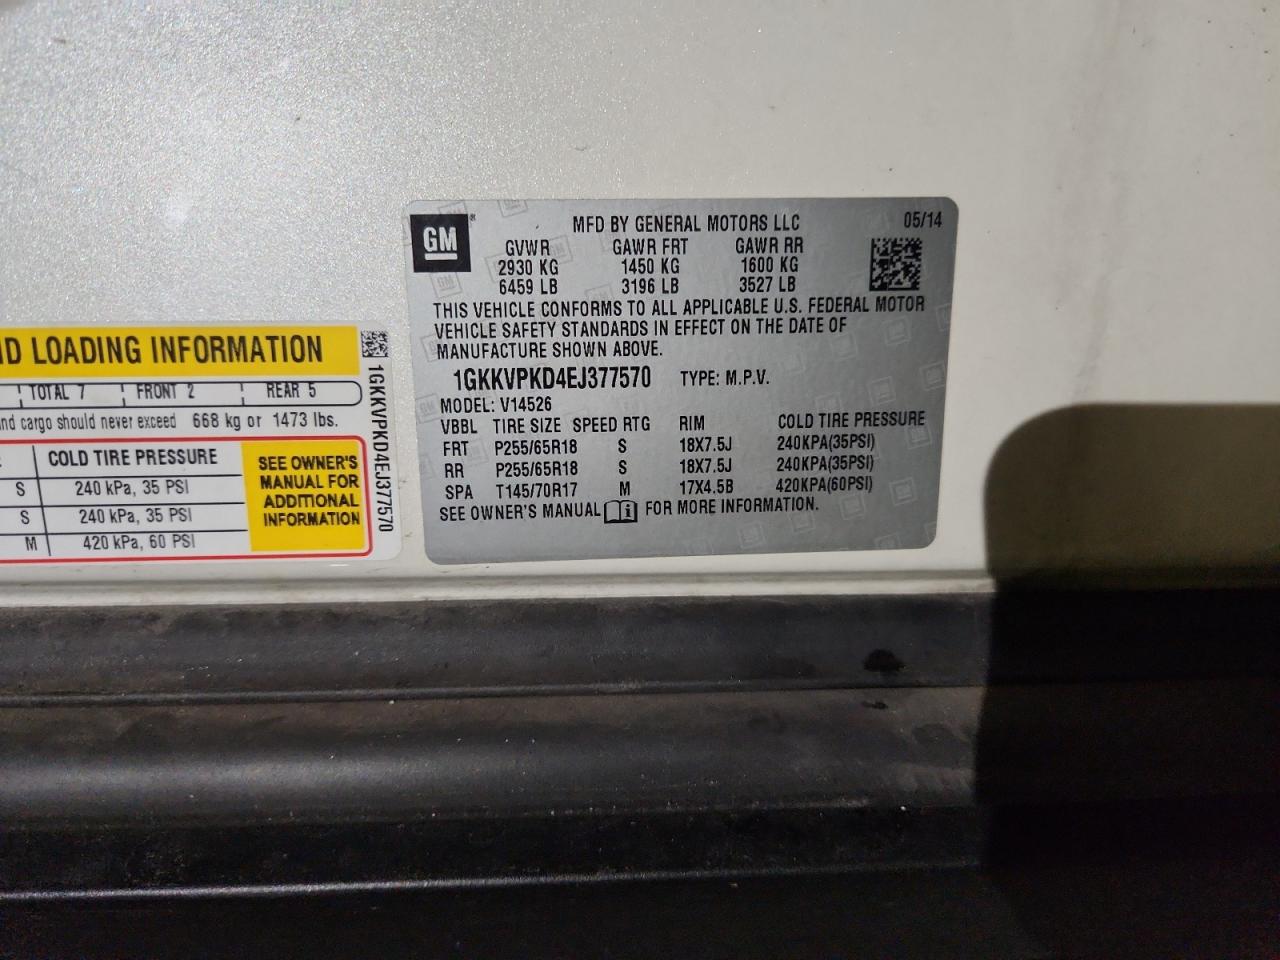 GM
MFD BY GENERAL MOTORS LLC 05/14
GVWR GAWR FRT GAWR RR
2930 KG 1450 KG 1600 KG
6459 LB 3196 LB 3527 LB
THIS VEHICLE CONFORMS TO ALL APPLICABLE U.S. FEDERAL MOTOR
VEHICLE SAFETY STANDARDS IN EFFECT ON THE DATE OF
MANUFACTURE SHOWN ABOVE.
1GKKVPKD4EJ377570 TYPE: M.P.V.
MODEL: V14526
VBBL TIRE SIZE SPEED RTG RIM COLD TIRE PRESSURE
FRT P255/65R18 S 18X7.5J 240KPA(35PSI)
RR P255/65R18 S 18X7.5J 240KPA(35PSI)
SPA T145/70R17 M 17X4.5B 420KPA(60PSI)
SEE OWNER'S MANUAL FOR MORE INFORMATION.
LOADING INFORMATION
TOTAL 7 FRONT 2 REAR 5
cargo should never exceed 668 kg or 1473 lbs.
COLD TIRE PRESSURE
S 240 kPa, 35 PSI
S 240 kPa, 35 PSI
M 420 kPa, 60 PSI
SEE OWNER'S
MANUAL FOR
ADDITIONAL
INFORMATION
1GKKVPKD4EJ377570